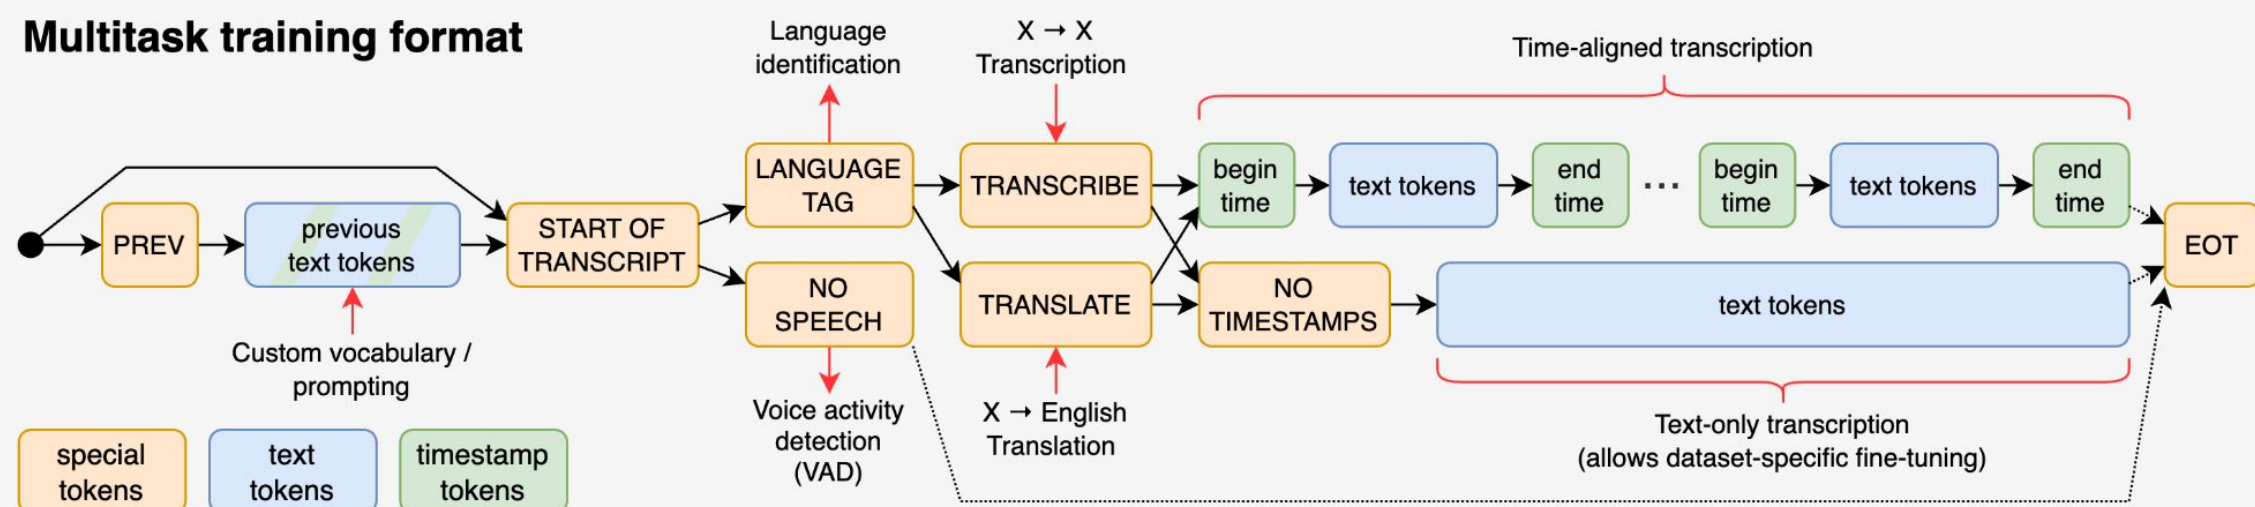 Multitask training format
Language
identification
X → X
Transcription
Time-aligned transcription
PREV
previous
text tokens
START OF
TRANSCRIPT
LANGUAGE
TAG
TRANSCRIBE
begin
time
text tokens
end
time
...
begin
time
text tokens
end
time
EOT
NO
SPEECH
TRANSLATE
NO
TIMESTAMPS
text tokens
Custom vocabulary /
prompting
Voice activity
detection
(VAD)
X → English
Translation
Text-only transcription
(allows dataset-specific fine-tuning)
special
tokens
text
tokens
timestamp
tokens